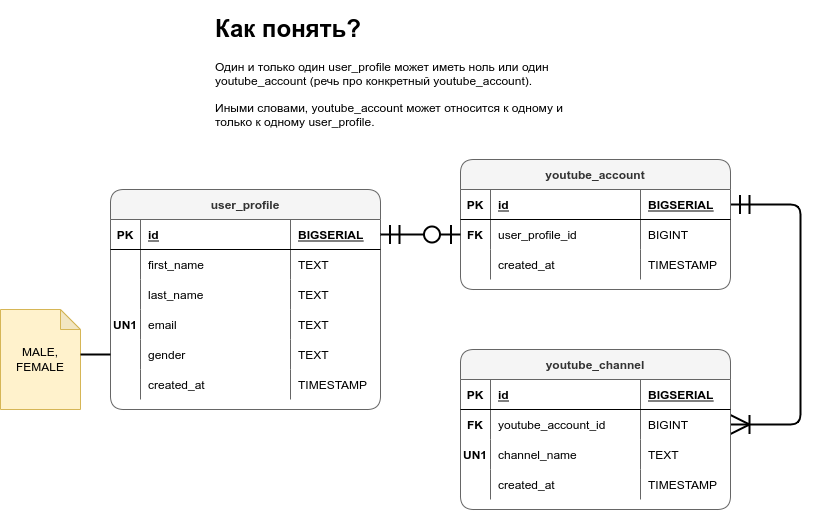 Как понять?
Один и только один user_profile может иметь ноль или один
youtube_account (речь про конкретный youtube_account).
Иными словами, youtube_account может относится к одному и
только к одному user_profile.
user_profile
PK id BIGSERIAL
first_name TEXT
last_name TEXT
UN1 email TEXT
gender TEXT
created_at TIMESTAMP
MALE,
FEMALE
youtube_account
PK id BIGSERIAL
FK user_profile_id BIGINT
created_at TIMESTAMP
youtube_channel
PK id BIGSERIAL
FK youtube_account_id BIGINT
UN1 channel_name TEXT
created_at TIMESTAMP